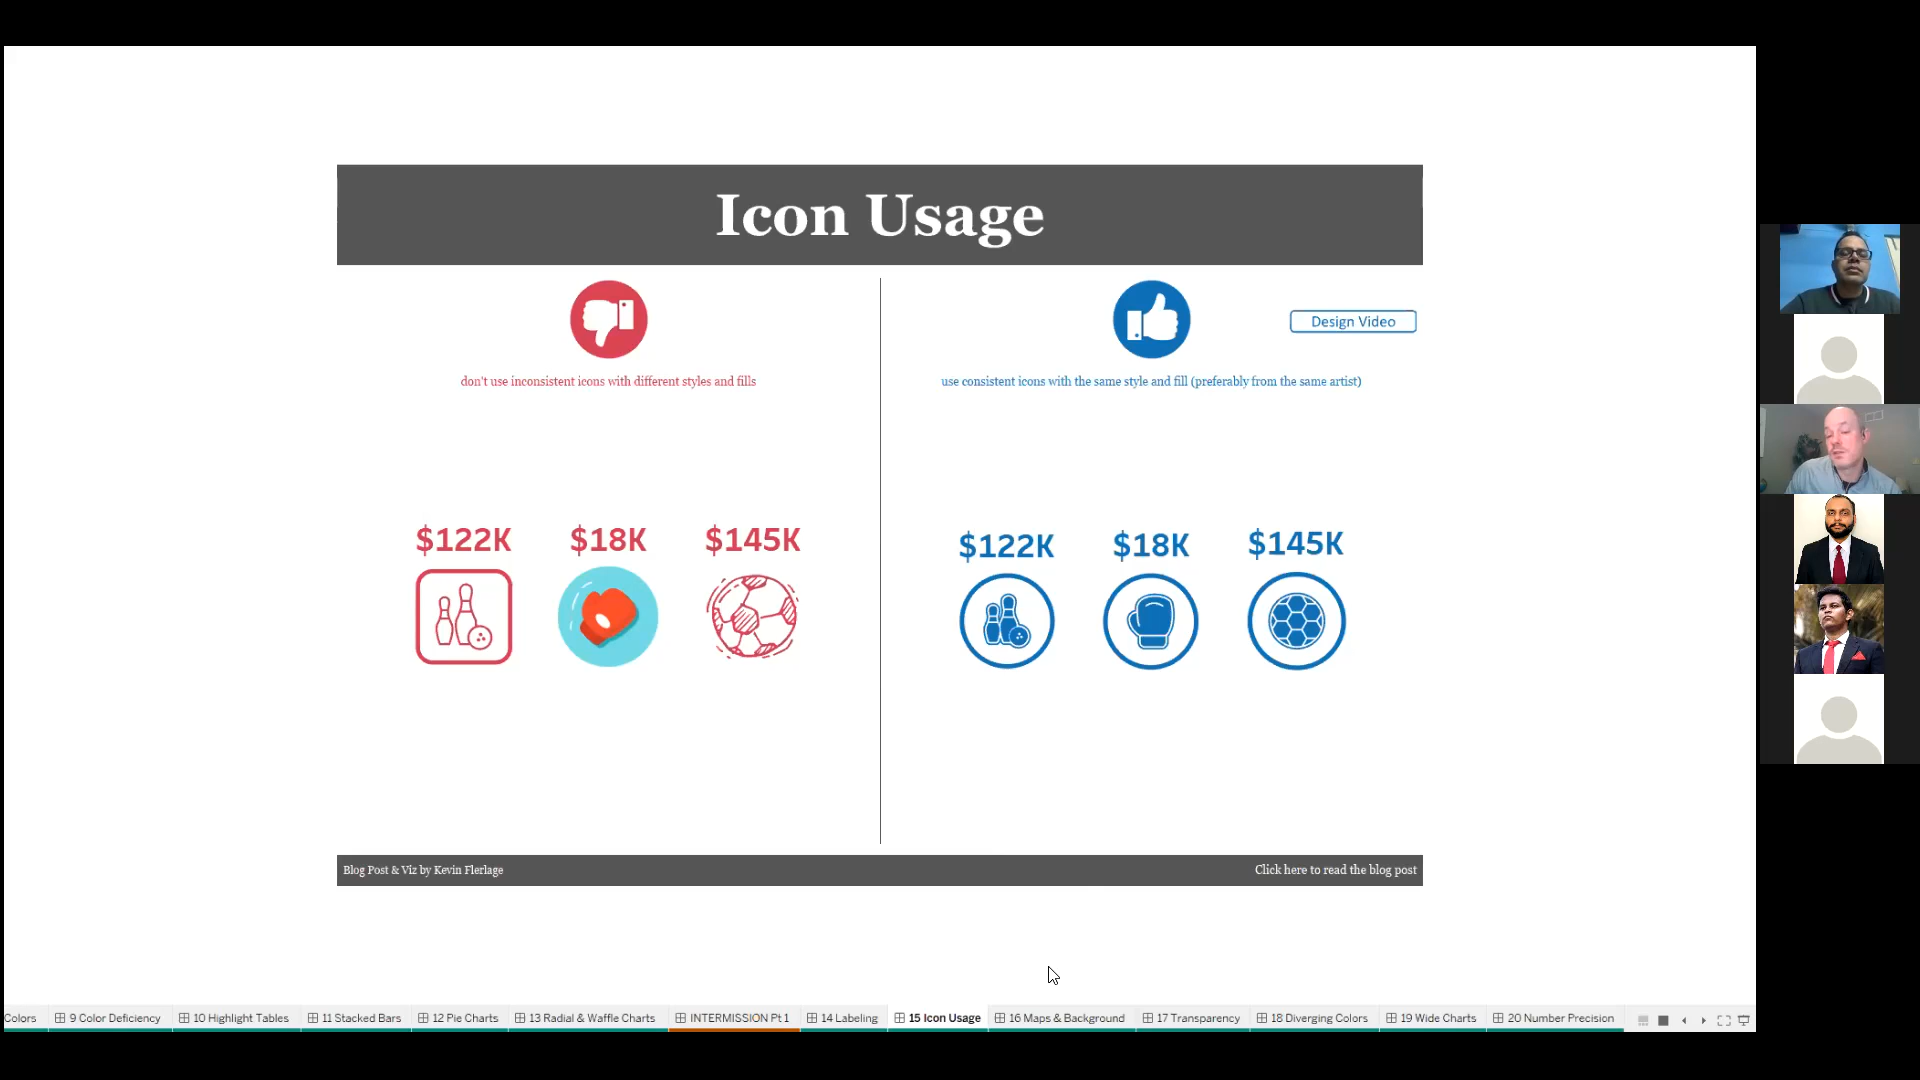 Icon Usage
Design Video
don't use inconsistent icons with different styles and fills
use consistent icons with the same style and fill (preferably from the same artist)
$122K $18K $145K
$122K $18K $145K
Blog Post & Viz by Kevin Flerlage
Click here to read the blog post
Colors 9 Color Deficiency 10 Highlight Tables 11 Stacked Bars 12 Pie Charts 13 Radial & Waffle Charts INTERMISSION Pt 1 14 Labeling 15 Icon Usage 16 Maps & Background 17 Transparency 18 Diverging Colors 19 Wide Charts 20 Number Precision